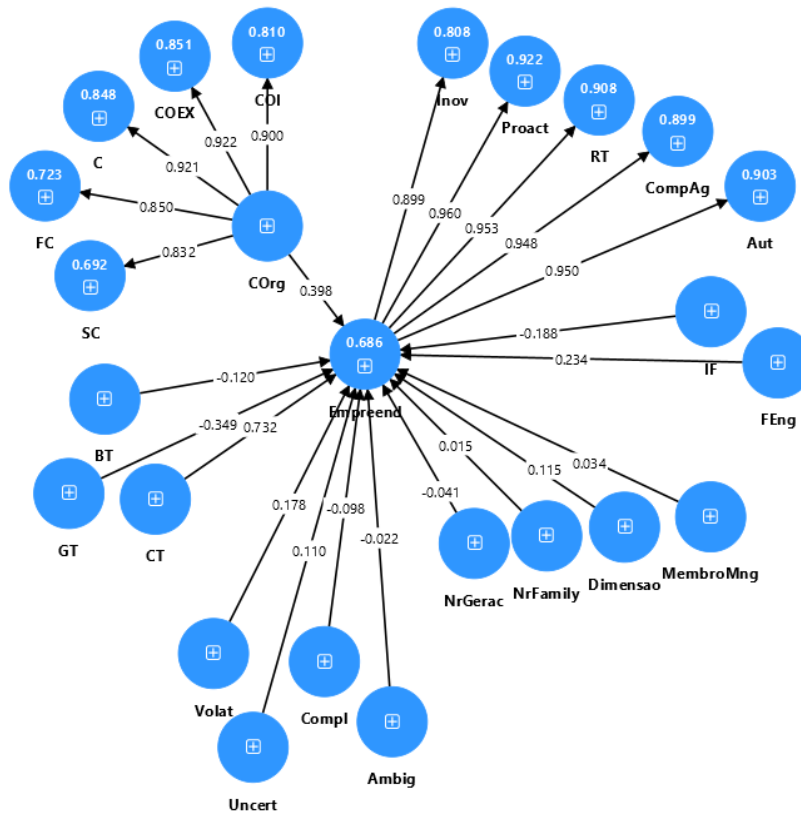 0.851
COEX
0.810
COI
0.808
Inov
0.922
Proact
0.908
RT
0.848
C
0.899
CompAg
0.723
FC
0.903
Aut
0.922
0.900
0.921
0.850
0.832
0.899
0.960
0.953
0.948
0.950
COrg
0.692
SC
0.398
0.686
Empreend
-0.188
IF
0.234
FEng
-0.120
BT
-0.349
GT
0.732
CT
0.178
0.110
-0.098
-0.022
-0.041
0.015
0.115
0.034
NrGerac
NrFamily
Dimensao
MembroMng
Volat
Uncert
Compl
Ambig